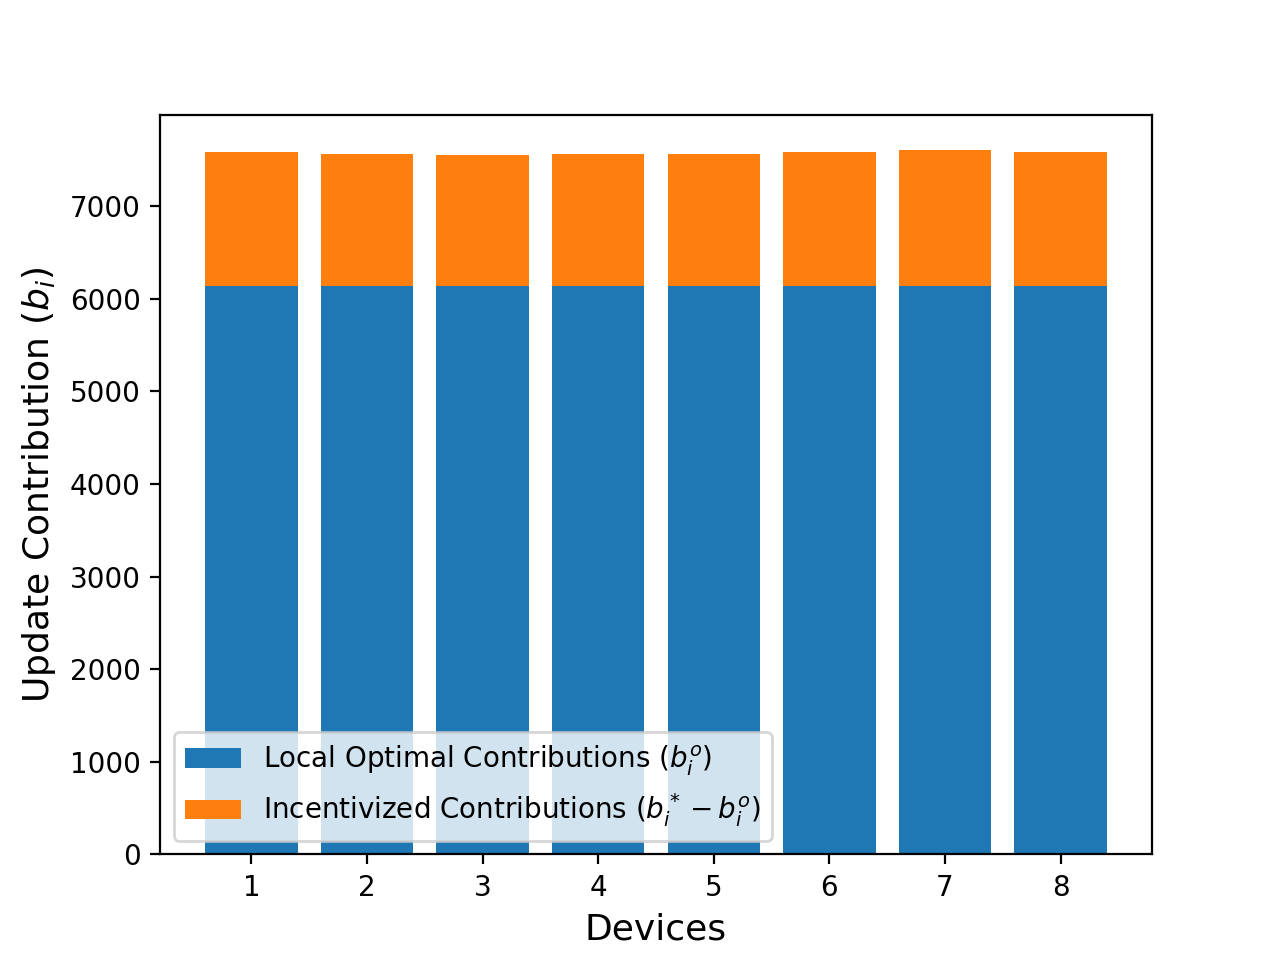 7000
6000
5000
4000
3000
2000
1000
0
Update Contribution (b_i)
Local Optimal Contributions (b_i^o)
Incentivized Contributions (b_i^* − b_i^o)
1 2 3 4 5 6 7 8
Devices